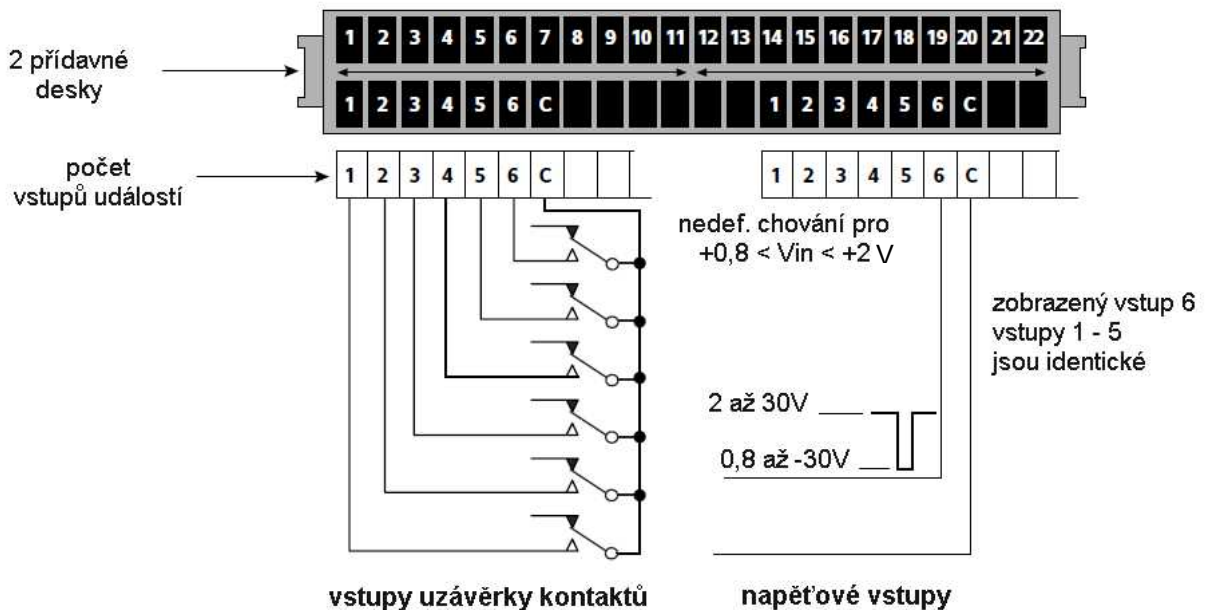 1 2 3 4 5 6 7 8 9 10 11 12 13 14 15 16 17 18 19 20 21 22
2 přídavné
desky
1 2 3 4 5 6 C 1 2 3 4 5 6 C
počet
vstupů událostí
1 2 3 4 5 6 C
1 2 3 4 5 6 C
nedef. chování pro
+0,8 < Vin < +2 V
zobrazený vstup 6
vstupy 1 - 5
jsou identické
2 až 30V
0,8 až -30V
vstupy uzávěrky kontaktů
napěťové vstupy